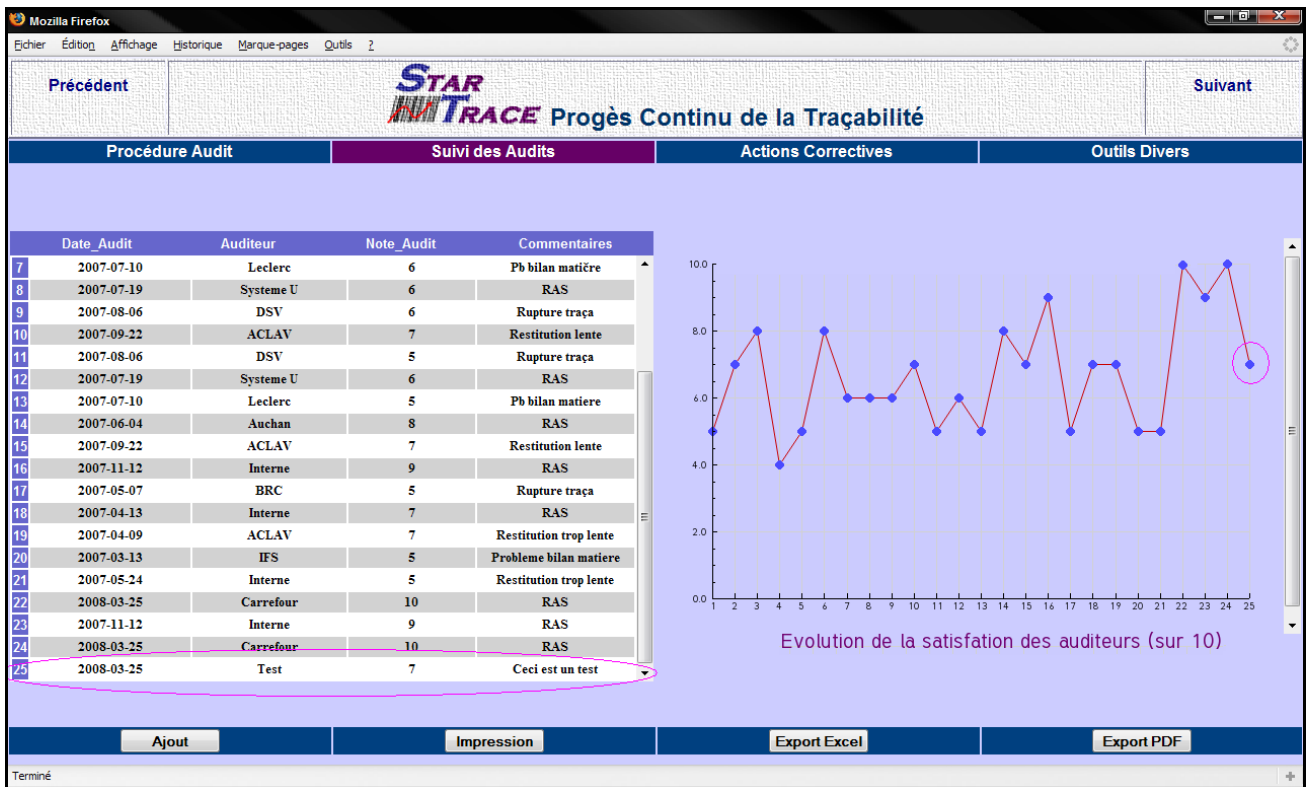 Mozilla Firefox
Fichier Édition Affichage Historique Marque-pages Outils ?
Précédent
STAR
TRACE Progès Continu de la Traçabilité
Suivant
Procédure Audit Suivi des Audits Actions Correctives Outils Divers
Date_Audit Auditeur Note_Audit Commentaires
7 2007-07-10 Leclerc 6 Pb bilan matičre
8 2007-07-19 Systeme U 6 RAS
9 2007-08-06 DSV 6 Rupture traça
10 2007-09-22 ACLAV 7 Restitution lente
11 2007-08-06 DSV 5 Rupture traça
12 2007-07-19 Systeme U 6 RAS
13 2007-07-10 Leclerc 5 Pb bilan matiere
14 2007-06-04 Auchan 8 RAS
15 2007-09-22 ACLAV 7 Restitution lente
16 2007-11-12 Interne 9 RAS
17 2007-05-07 BRC 5 Rupture traça
18 2007-04-13 Interne 7 RAS
19 2007-04-09 ACLAV 7 Restitution trop lente
20 2007-03-13 IFS 5 Probleme bilan matiere
21 2007-05-24 Interne 5 Restitution trop lente
22 2008-03-25 Carrefour 10 RAS
23 2007-11-12 Interne 9 RAS
24 2008-03-25 Carrefour 10 RAS
25 2008-03-25 Test 7 Ceci est un test
10.0
8.0
6.0
4.0
2.0
0.0
1 2 3 4 5 6 7 8 9 10 11 12 13 14 15 16 17 18 19 20 21 22 23 24 25
Evolution de la satisfation des auditeurs (sur 10)
Ajout Impression Export Excel Export PDF
Terminé